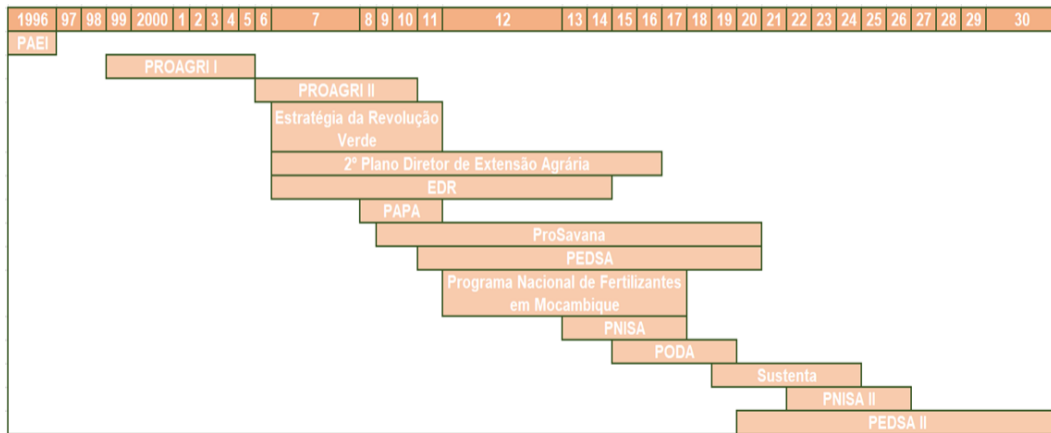 1996 97 98 99 2000 1 2 3 4 5 6 7 8 9 10 11 12 13 14 15 16 17 18 19 20 21 22 23 24 25 26 27 28 29 30
PAEI
PROAGRI I
PROAGRI II
Estratégia da Revolução
Verde
2º Plano Diretor de Extensão Agrária
EDR
PAPA
ProSavana
PEDSA
Programa Nacional de Fertilizantes
em Mocambique
PNISA
PODA
Sustenta
PNISA II
PEDSA II